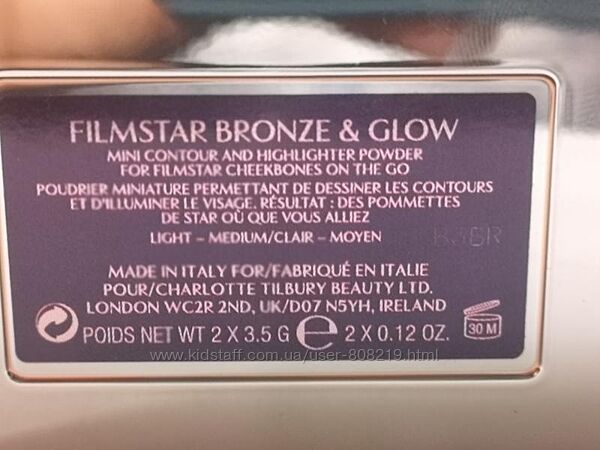 FILMSTAR BRONZE & GLOW
MINI CONTOUR AND HIGHLIGHTER POWDER
FOR FILMSTAR CHEEKBONES ON THE GO
POUDRIER MINIATURE PERMETTANT DE DESSINER LES CONTOURS
ET D'ILLUMINER LE VISAGE. RÉSULTAT : DES POMMETTES
DE STAR OÙ QUE VOUS ALLIEZ
LIGHT – MEDIUM/CLAIR – MOYEN
MADE IN ITALY FOR/FABRIQUÉ EN ITALIE
POUR/CHARLOTTE TILBURY BEAUTY LTD.
LONDON WC2R 2ND, UK/D07 N5YH, IRELAND
POIDS NET WT 2 X 3.5 G e 2 X 0.12 OZ. 30 M
www.kidstaff.com.ua/user-808219.html